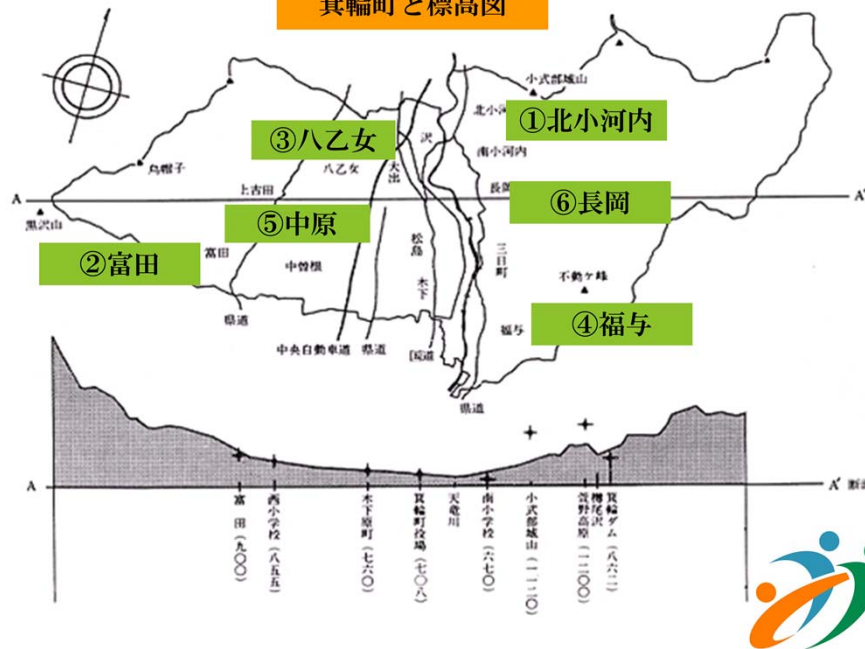 箕輪町と標高図
小式部城山
北小河
①北小河内
③八乙女
沢
南小河内
烏帽子
八乙女
大出
上古田
長岡
A
A'
⑥長岡
黒沢山
⑤中原
富田
②富田
中曽根
松島
木下
三日町
不動ケ峰
④福与
福与
県道
中央自動車道
県道
国道
県道
A
A' 断面
富田(九〇〇)
西小学校(八五五)
木下原町(七六〇)
箕輪町役場(七〇八)
天竜川
南小学校(六七〇)
小式部城山(一一二〇)
萱野高原(一二〇〇)
樽尾沢
箕輪ダム(八六二)